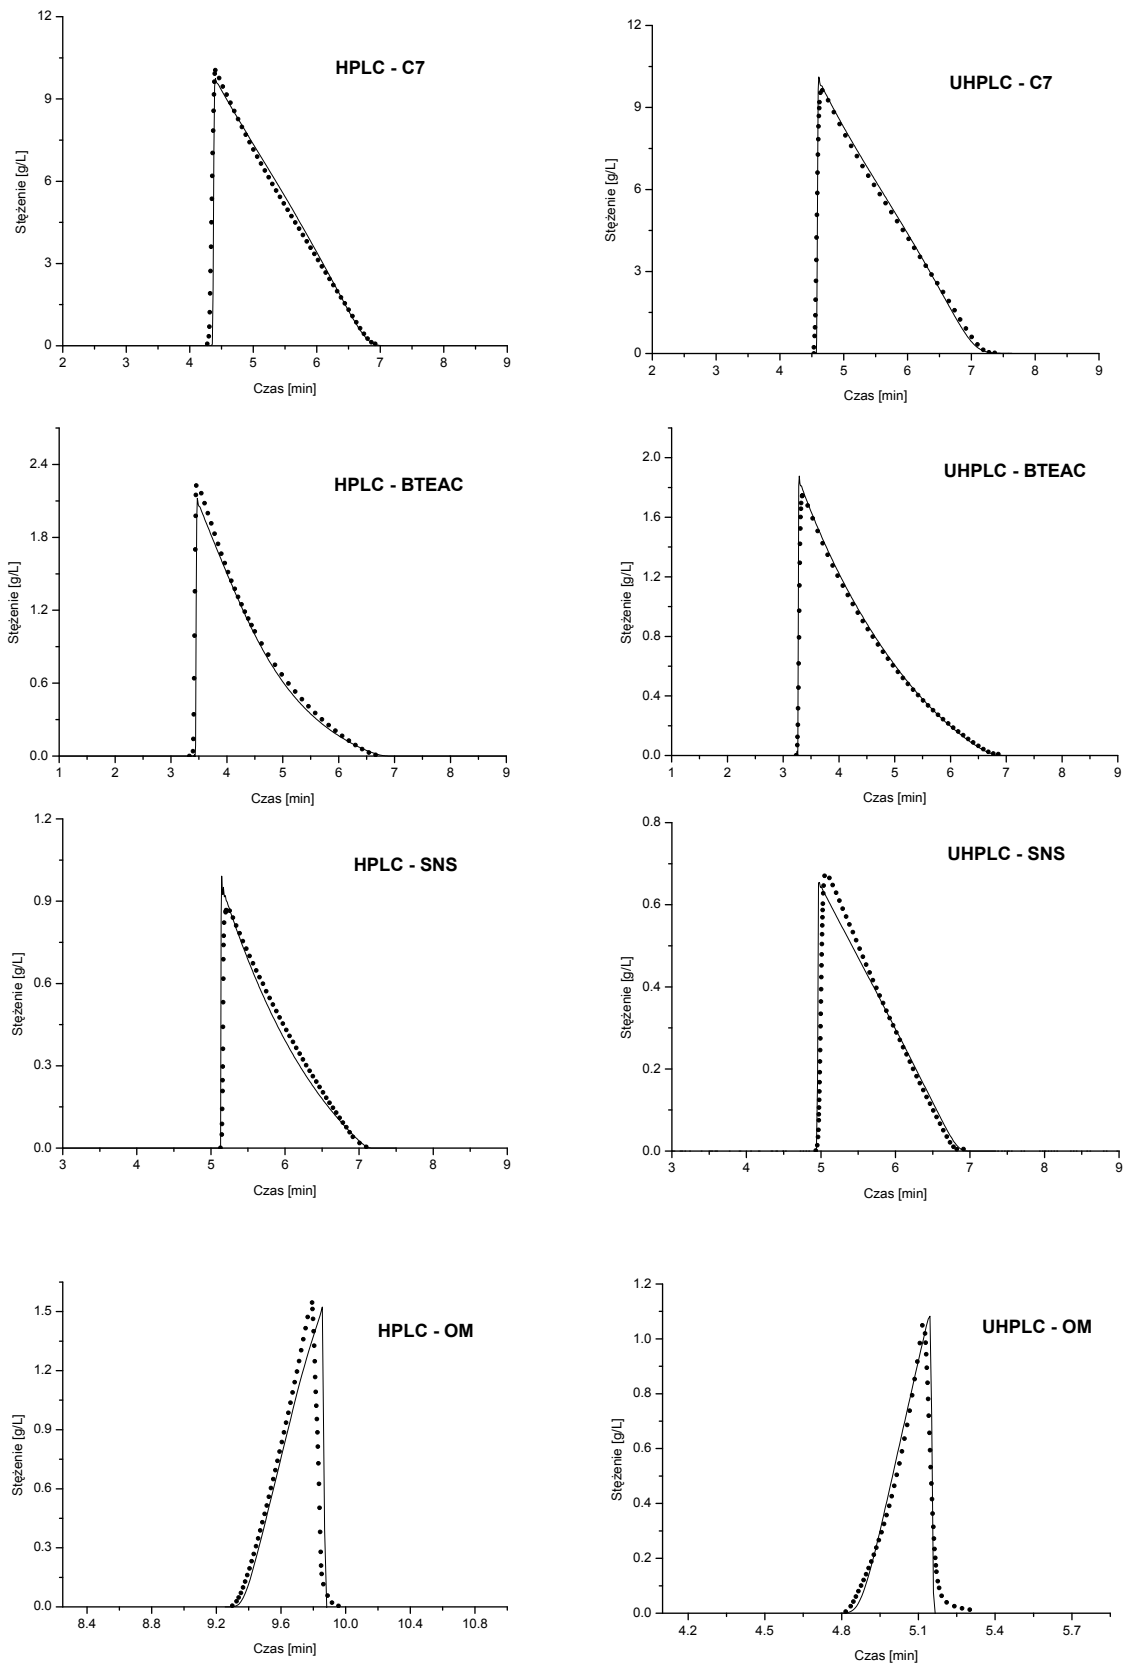 HPLC - C7
Stężenie [g/L]
12
9
6
3
0
2 3 4 5 6 7 8 9
Czas [min]
UHPLC - C7
Stężenie [g/L]
12
9
6
3
0
2 3 4 5 6 7 8 9
Czas [min]
HPLC - BTEAC
Stężenie [g/L]
2.4
1.8
1.2
0.6
0.0
1 2 3 4 5 6 7 8 9
Czas [min]
UHPLC - BTEAC
Stężenie [g/L]
2.0
1.6
1.2
0.8
0.4
0.0
1 2 3 4 5 6 7 8 9
Czas [min]
HPLC - SNS
Stężenie [g/L]
1.2
0.9
0.6
0.3
0.0
3 4 5 6 7 8 9
Czas [min]
UHPLC - SNS
Stężenie [g/L]
0.8
0.6
0.4
0.2
0.0
3 4 5 6 7 8 9
Czas [min]
HPLC - OM
Stężenie [g/L]
1.5
1.2
0.9
0.6
0.3
0.0
8.4 8.8 9.2 9.6 10.0 10.4 10.8
Czas [min]
UHPLC - OM
Stężenie [g/L]
1.2
1.0
0.8
0.6
0.4
0.2
0.0
4.2 4.5 4.8 5.1 5.4 5.7
Czas [min]